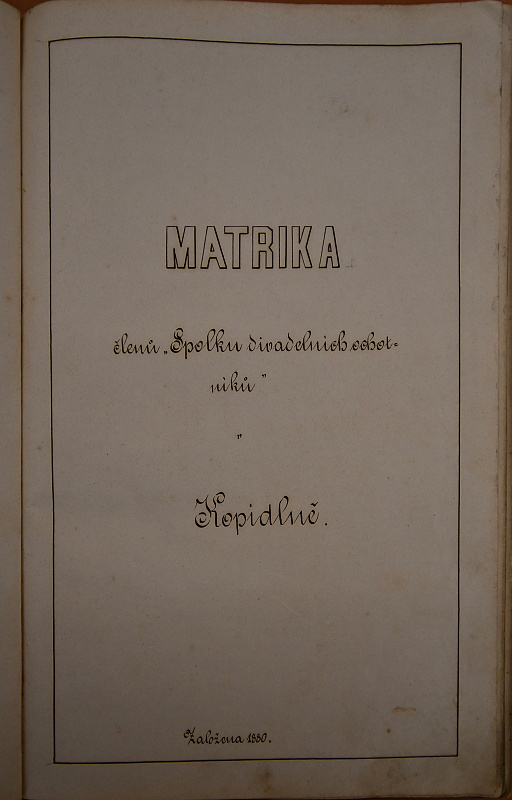 MATRIKA
členů „Spolku divadelních ochot-
níků"
v
Kopidlně.
Založena 1880.